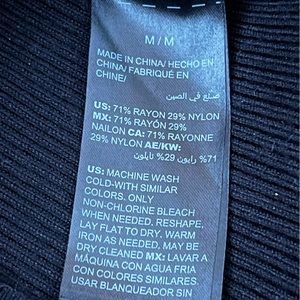 M / M
MADE IN CHINA/ HECHO EN
CHINA/ FABRIQUÉ EN
CHINE/
صنع في الصين
US: 71% RAYON 29% NYLON
MX: 71% RAYÓN 29%
NAILON CA: 71% RAYONNE
29% NYLON AE/KW:
71% رايون 29% نايلون
US: MACHINE WASH
COLD-WITH SIMILAR
COLORS. ONLY
NON-CHLORINE BLEACH
WHEN NEEDED, RESHAPE,
LAY FLAT TO DRY. WARM
IRON AS NEEDED, MAY BE
DRY CLEANED MX: LAVAR A
MÁQUINA CON AGUA FRIA
CON COLORES SIMILARES
USAR BLANQUEADOR SIN